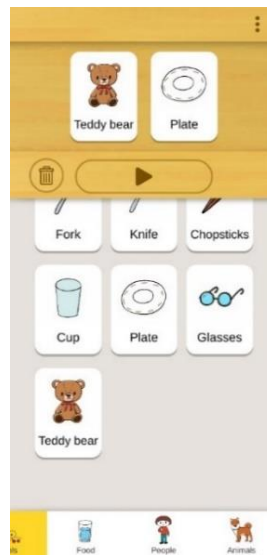 Teddy bear Plate
Fork Knife Chopsticks
Cup Plate Glasses
Teddy bear
Food People Animals